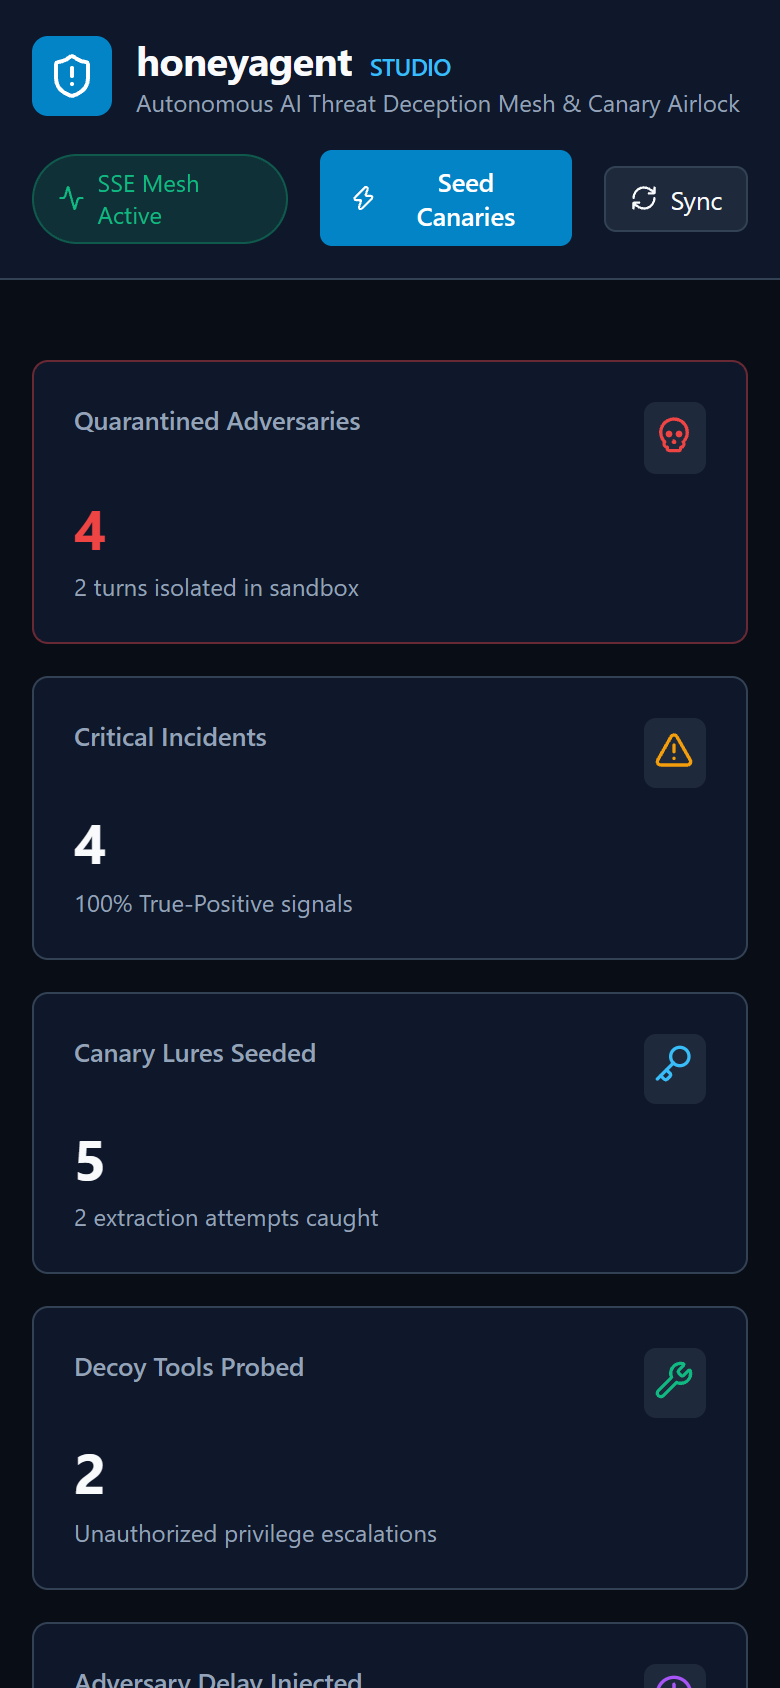 honeyagent STUDIO
Autonomous AI Threat Deception Mesh & Canary Airlock
SSE Mesh
Active
Seed
Canaries
Sync
Quarantined Adversaries
4
2 turns isolated in sandbox
Critical Incidents
4
100% True-Positive signals
Canary Lures Seeded
5
2 extraction attempts caught
Decoy Tools Probed
2
Unauthorized privilege escalations
Adversary Delay Injected